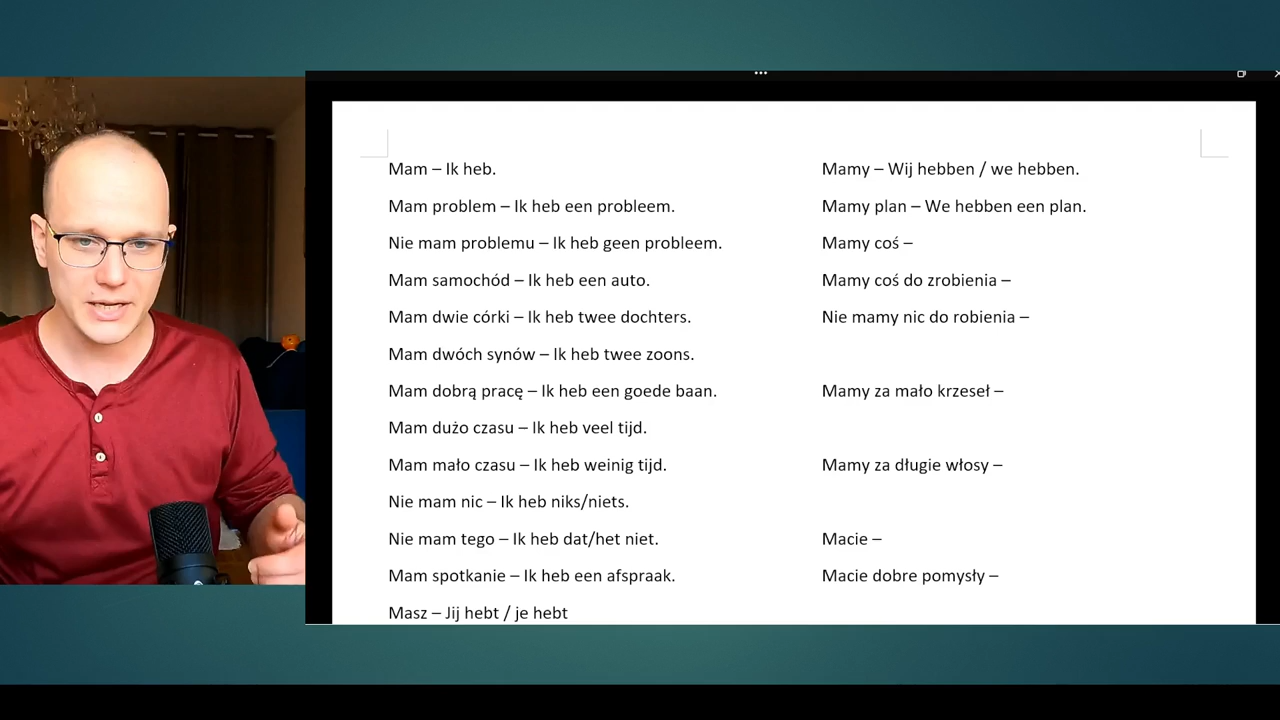 Mam – Ik heb.
Mam problem – Ik heb een probleem.
Nie mam problemu – Ik heb geen probleem.
Mam samochód – Ik heb een auto.
Mam dwie córki – Ik heb twee dochters.
Mam dwóch synów – Ik heb twee zoons.
Mam dobrą pracę – Ik heb een goede baan.
Mam dużo czasu – Ik heb veel tijd.
Mam mało czasu – Ik heb weinig tijd.
Nie mam nic – Ik heb niks/niets.
Nie mam tego – Ik heb dat/het niet.
Mam spotkanie – Ik heb een afspraak.
Masz – Jij hebt / je hebt
Mamy – Wij hebben / we hebben.
Mamy plan – We hebben een plan.
Mamy coś –
Mamy coś do zrobienia –
Nie mamy nic do robienia –
Mamy za mało krzeseł –
Mamy za długie włosy –
Macie –
Macie dobre pomysły –